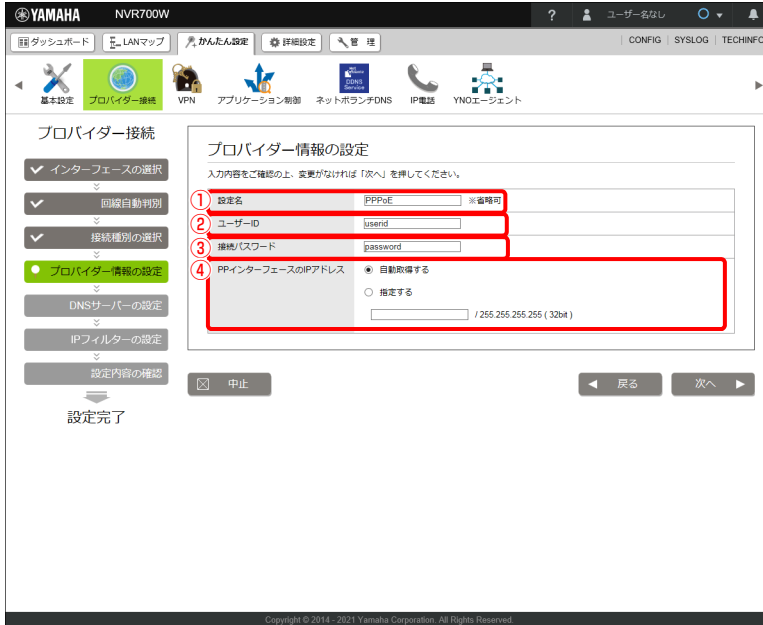 YAMAHA NVR700W ? ユーザー名なし
ダッシュボード LANマップ かんたん設定 詳細設定 管 理 CONFIG SYSLOG TECHINFO
基本設定 プロバイダー接続 VPN アプリケーション制御 ネットボランチDNS IP電話 YNOエージェント
DDNS
Service
プロバイダー接続
インターフェースの選択
回線自動判別
接続種別の選択
プロバイダー情報の設定
DNSサーバーの設定
IPフィルターの設定
設定内容の確認
設定完了
プロバイダー情報の設定
入力内容をご確認の上、変更がなければ「次へ」を押してください。
① 設定名 PPPoE ※省略可
② ユーザーID userid
③ 接続パスワード password
④ PPインターフェースのIPアドレス 自動取得する
指定する
/ 255.255.255.255 ( 32bit )
中止 戻る 次へ
Copyright © 2014 - 2021 Yamaha Corporation. All Rights Reserved.